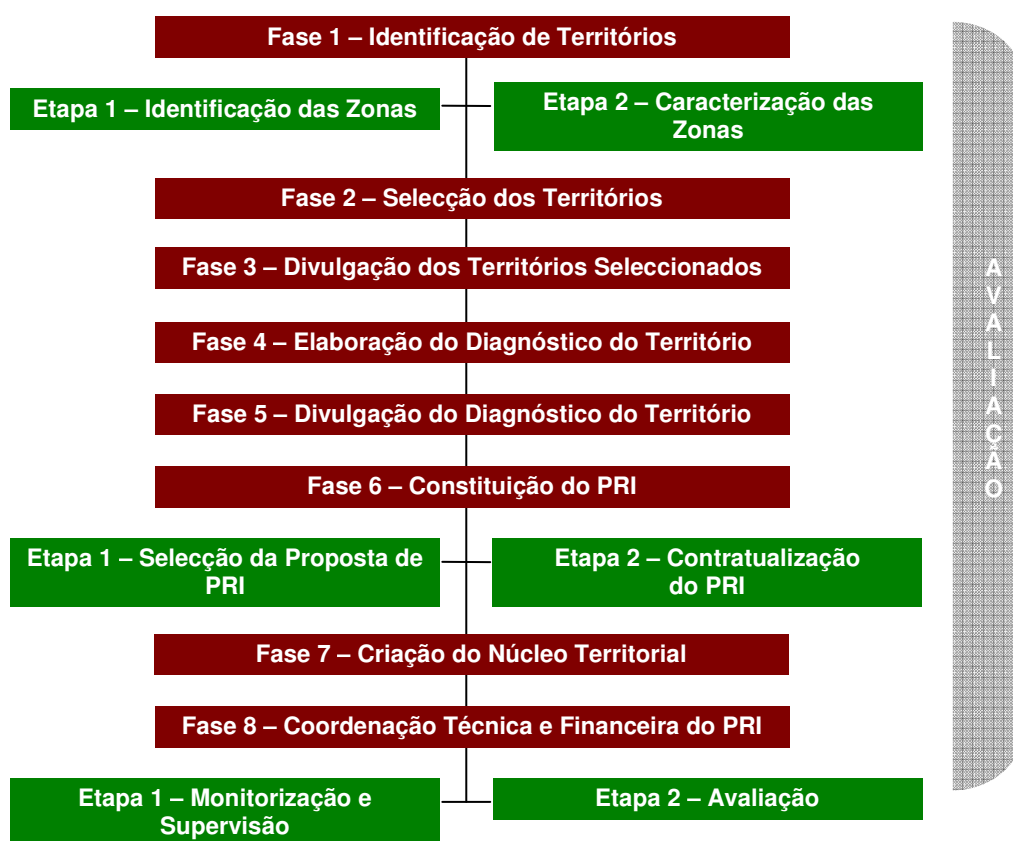 Fase 1 – Identificação de Territórios
Etapa 1 – Identificação das Zonas
Etapa 2 – Caracterização das
Zonas
Fase 2 – Selecção dos Territórios
Fase 3 – Divulgação dos Territórios Seleccionados
Fase 4 – Elaboração do Diagnóstico do Território
Fase 5 – Divulgação do Diagnóstico do Território
Fase 6 – Constituição do PRI
Etapa 1 – Selecção da Proposta de
PRI
Etapa 2 – Contratualização
do PRI
Fase 7 – Criação do Núcleo Territorial
Fase 8 – Coordenação Técnica e Financeira do PRI
Etapa 1 – Monitorização e
Supervisão
Etapa 2 – Avaliação
A
V
A
L
I
A
Ç
Ã
O